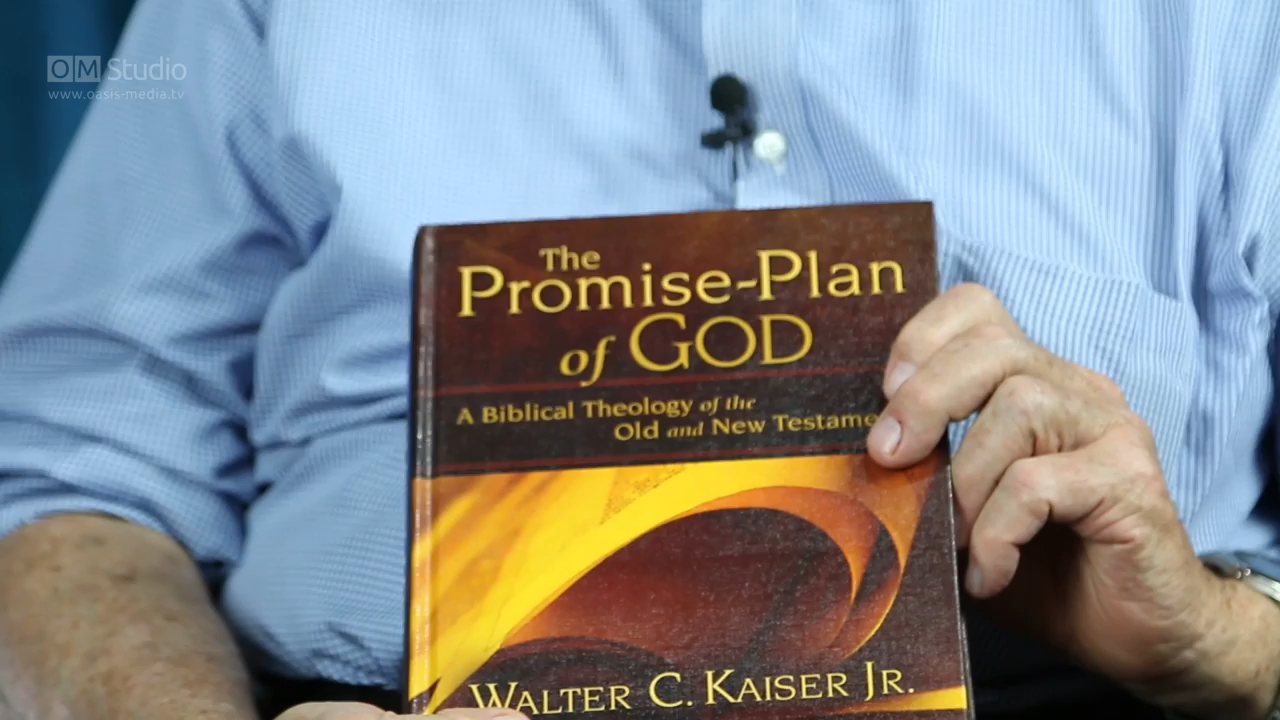 OM Studio
www.oasis-media.tv
The
Promise-Plan
of GOD
A Biblical Theology of the
Old and New Testame
WALTER C. KAISER JR.